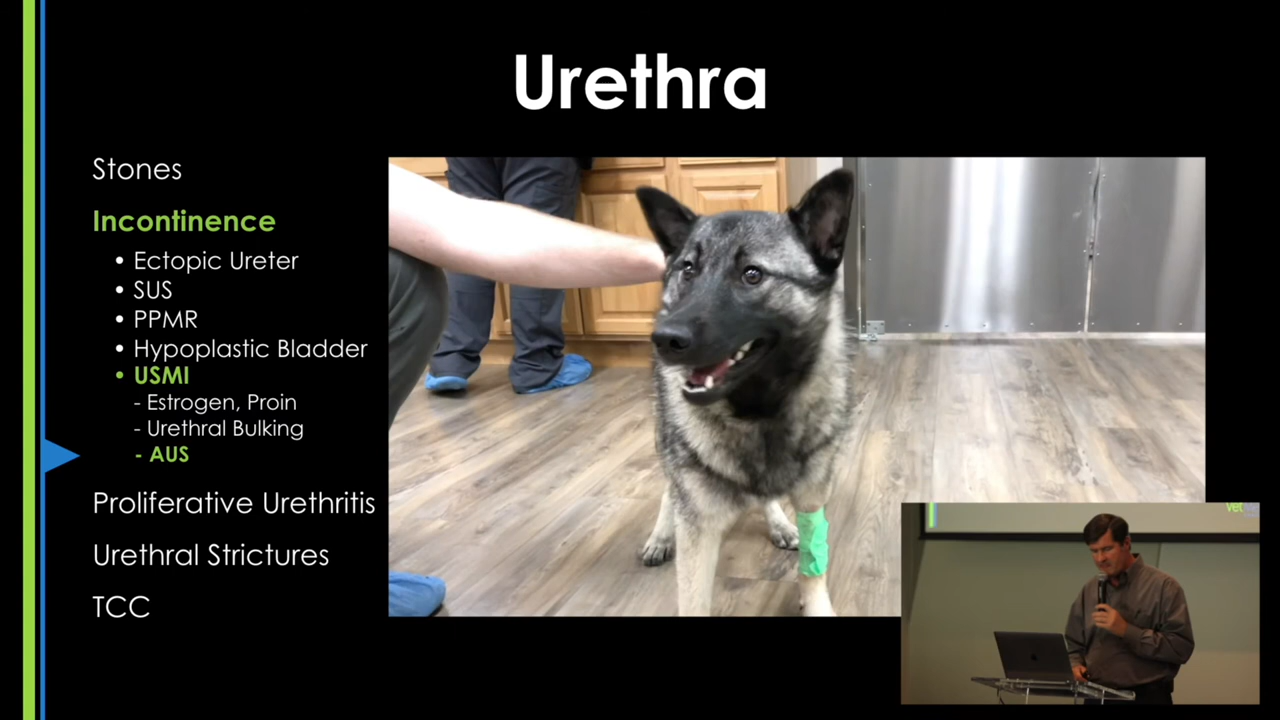 Urethra
Stones
Incontinence
• Ectopic Ureter
• SUS
• PPMR
• Hypoplastic Bladder
• USMI
- Estrogen, Proin
- Urethral Bulking
- AUS
Proliferative Urethritis
Urethral Strictures
TCC